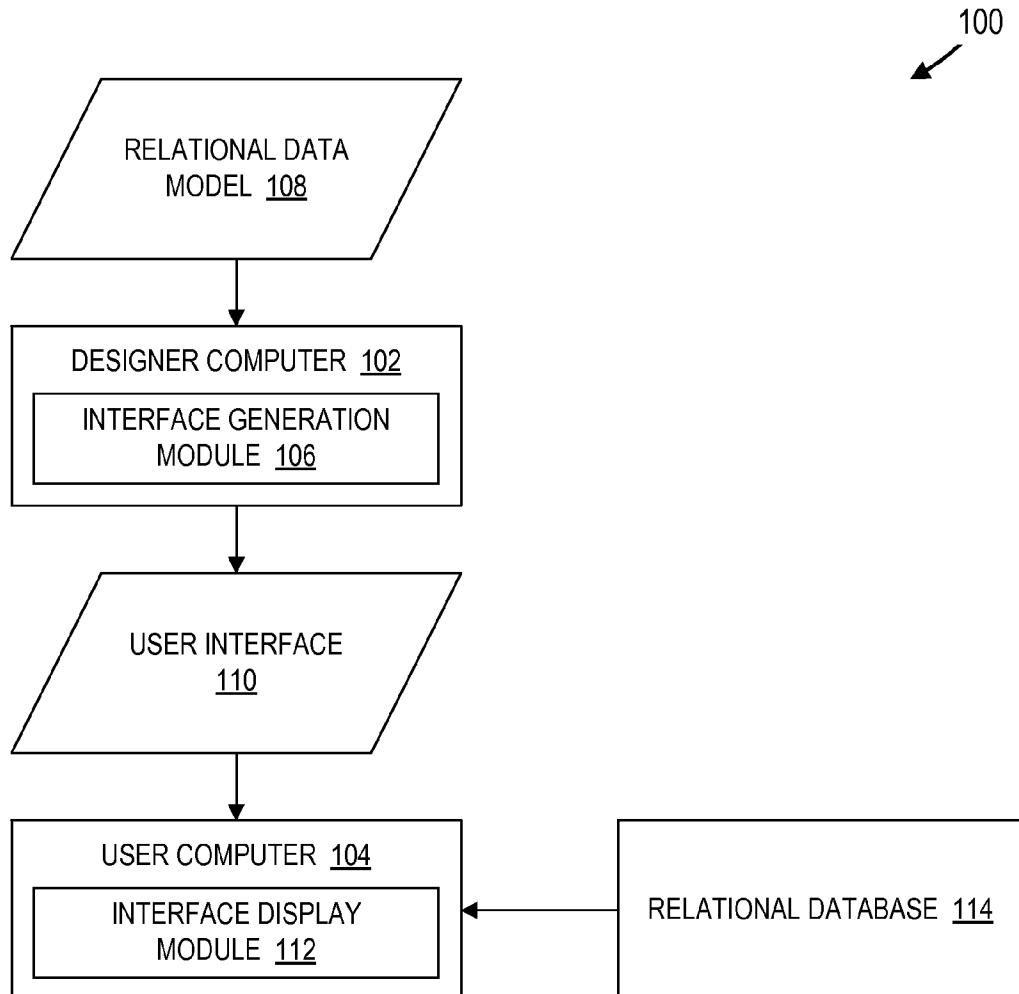 100
RELATIONAL DATA
MODEL 108
DESIGNER COMPUTER 102
INTERFACE GENERATION
MODULE 106
USER INTERFACE
110
USER COMPUTER 104
INTERFACE DISPLAY
MODULE 112
RELATIONAL DATABASE 114